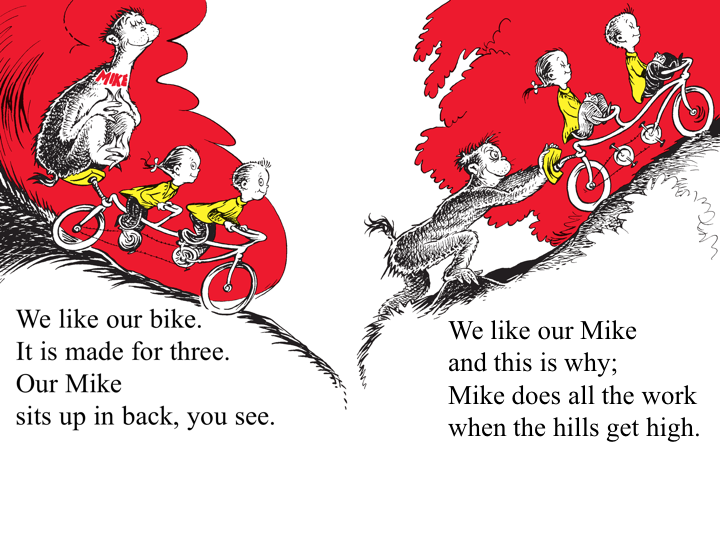 MIKE
We like our bike.
It is made for three.
Our Mike
sits up in back, you see.
We like our Mike
and this is why;
Mike does all the work
when the hills get high.